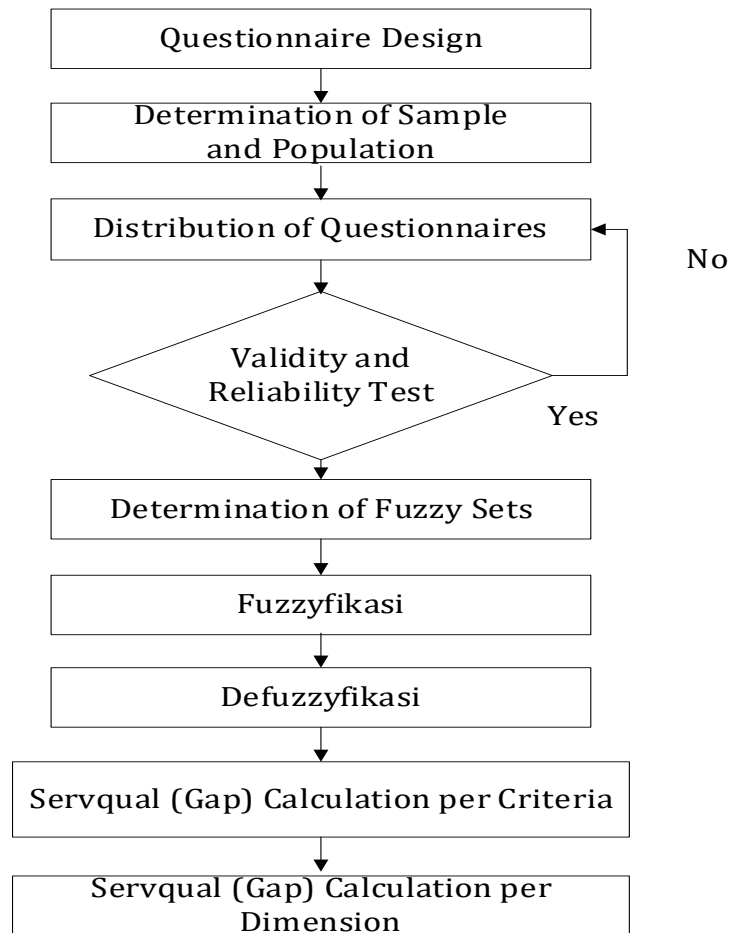 Questionnaire Design
Determination of Sample
and Population
Distribution of Questionnaires
No
Validity and
Reliability Test
Yes
Determination of Fuzzy Sets
Fuzzyfikasi
Defuzzyfikasi
Servqual (Gap) Calculation per Criteria
Servqual (Gap) Calculation per
Dimension